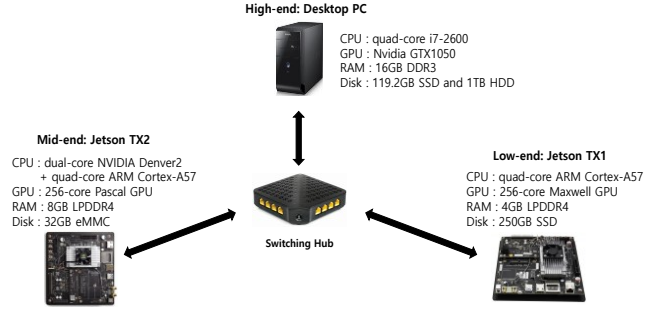 High-end: Desktop PC
CPU : quad-core i7-2600
GPU : Nvidia GTX1050
RAM : 16GB DDR3
Disk : 119.2GB SSD and 1TB HDD
Mid-end: Jetson TX2
CPU : dual-core NVIDIA Denver2
+ quad-core ARM Cortex-A57
GPU : 256-core Pascal GPU
RAM : 8GB LPDDR4
Disk : 32GB eMMC
Low-end: Jetson TX1
CPU : quad-core ARM Cortex-A57
GPU : 256-core Maxwell GPU
RAM : 4GB LPDDR4
Disk : 250GB SSD
Switching Hub